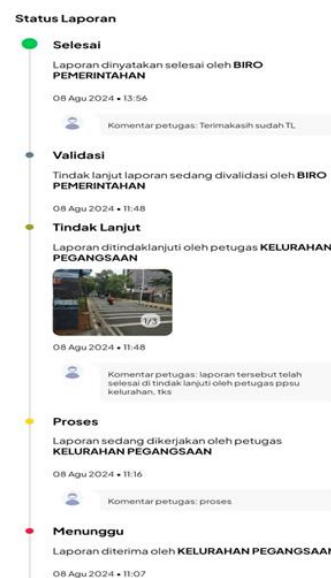 Status Laporan
Selesai
Laporan dinyatakan selesai oleh BIRO
PEMERINTAHAN
08 Agu 2024 • 13:56
Komentar petugas: Terimakasih sudah TL
Validasi
Tindak lanjut laporan sedang divalidasi oleh BIRO
PEMERINTAHAN
08 Agu 2024 • 11:48
Tindak Lanjut
Laporan ditindaklanjuti oleh petugas KELURAHAN
PEGANGSAAN
1/3
08 Agu 2024 • 11:48
Komentar petugas: laporan tersebut telah
selesai di tindak lanjuti oleh petugas ppsu
kelurahan, tks
Proses
Laporan sedang dikerjakan oleh petugas
KELURAHAN PEGANGSAAN
08 Agu 2024 • 11:16
Komentar petugas: proses
Menunggu
Laporan diterima oleh KELURAHAN PEGANGSAAN
08 Agu 2024 • 11:07